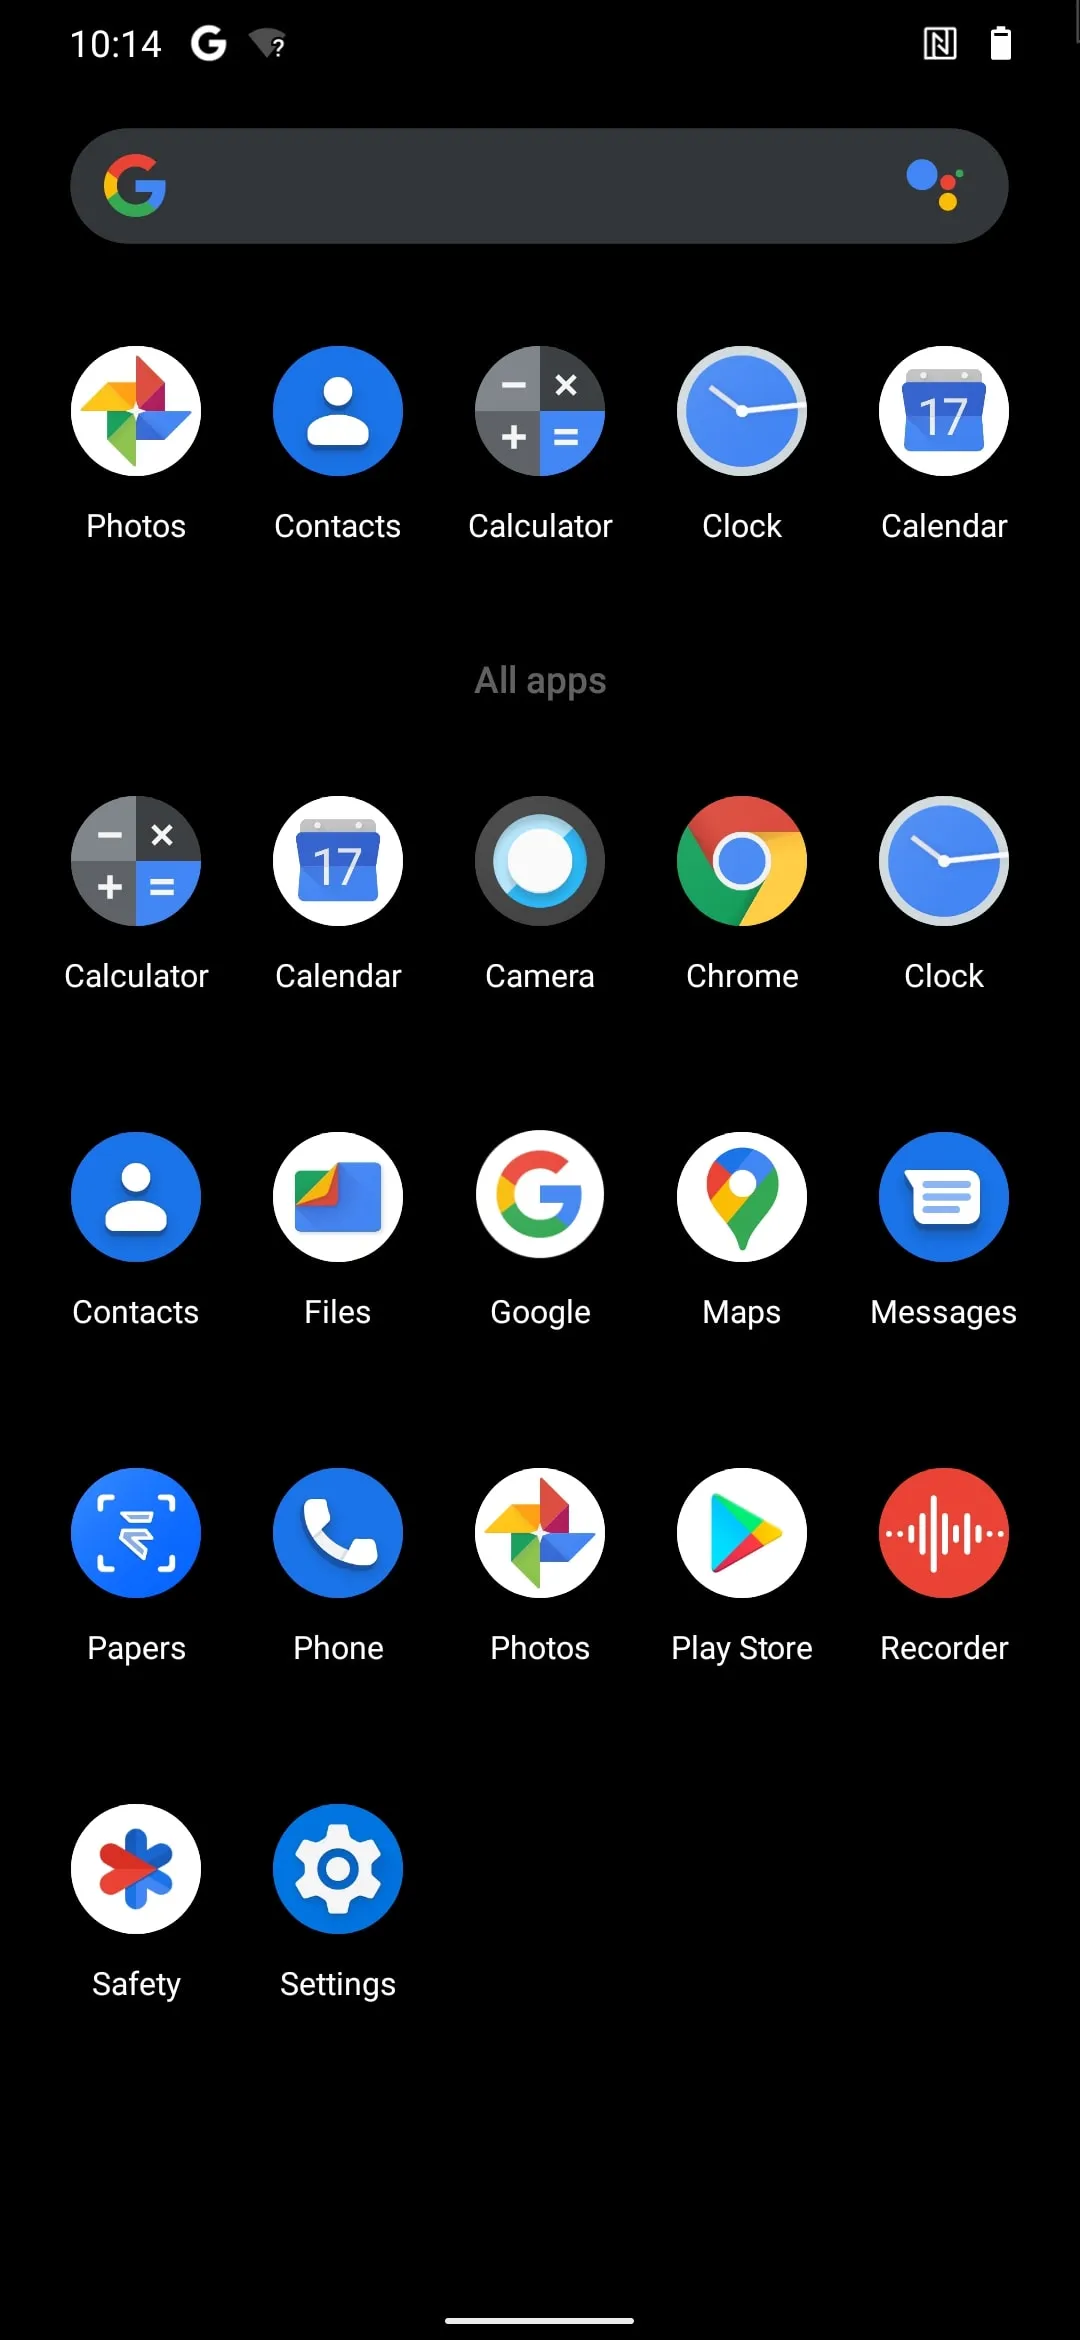 10:14
Photos Contacts Calculator Clock Calendar
All apps
Calculator Calendar Camera Chrome Clock
Contacts Files Google Maps Messages
Papers Phone Photos Play Store Recorder
Safety Settings